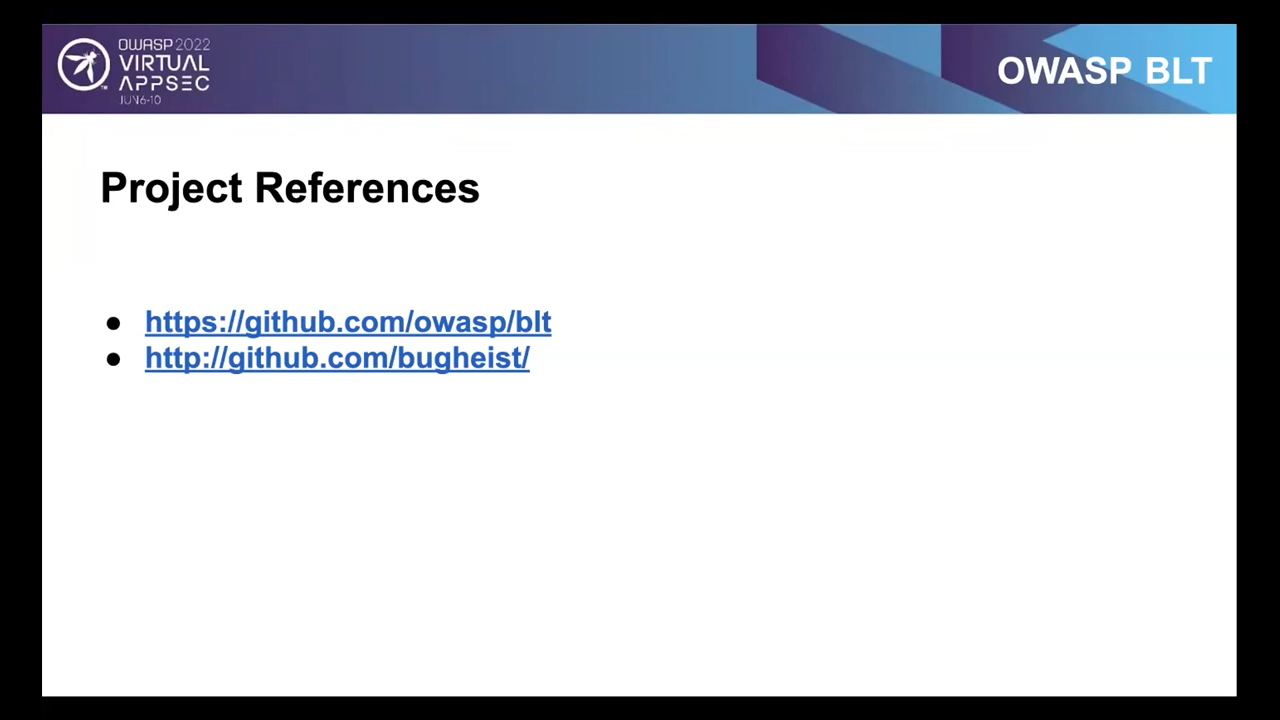 OWASP 2022
VIRTUAL
APPSEC
JUN 6-10
OWASP BLT
Project References
● https://github.com/owasp/blt
● http://github.com/bugheist/